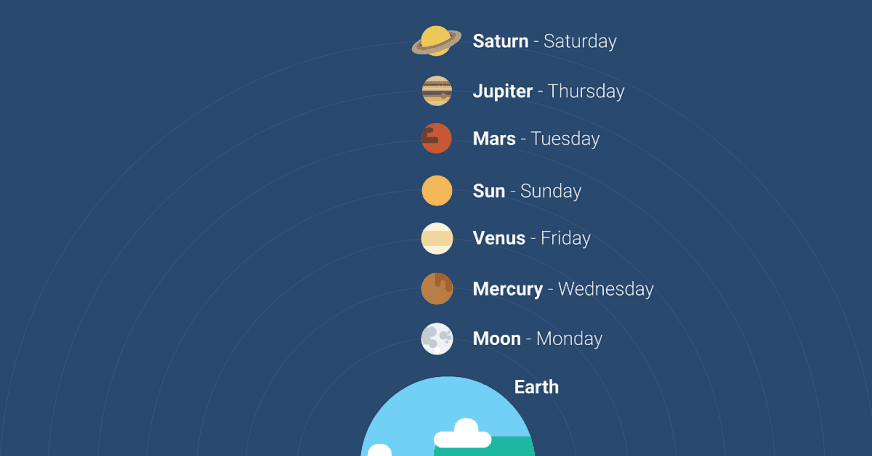 Saturn - Saturday
Jupiter - Thursday
Mars - Tuesday
Sun - Sunday
Venus - Friday
Mercury - Wednesday
Moon - Monday
Earth